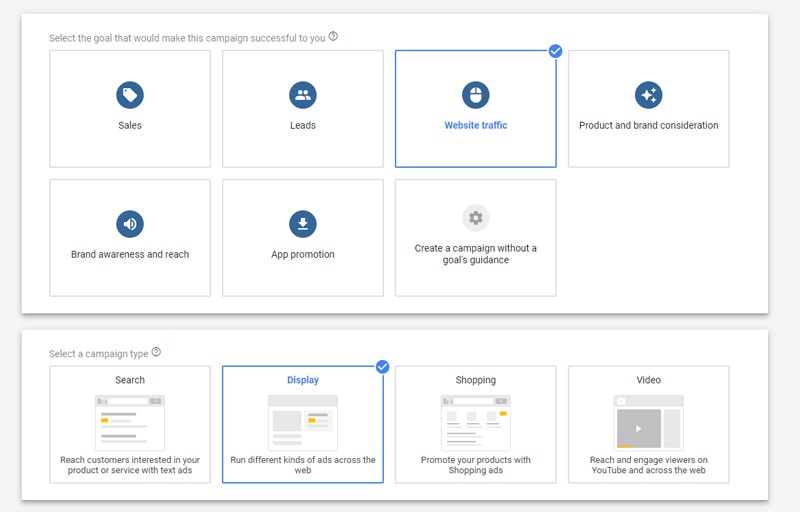 Select the goal that would make this campaign successful to you
Sales
Leads
Website traffic
Product and brand consideration
Brand awareness and reach
App promotion
Create a campaign without a
goal's guidance
Select a campaign type
Search
Reach customers interested in your
product or service with text ads
Display
Run different kinds of ads across the
web
Shopping
Promote your products with
Shopping ads
Video
Reach and engage viewers on
YouTube and across the web